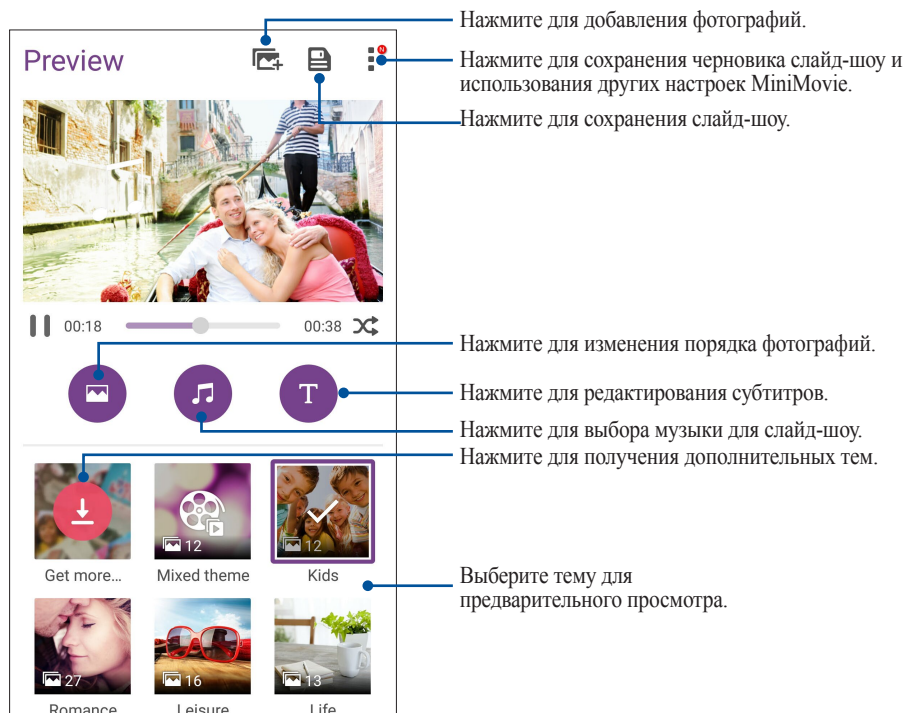 Нажмите для добавления фотографий.
Preview
N
Нажмите для сохранения черновика слайд-шоу и
использования других настроек MiniMovie.
Нажмите для сохранения слайд-шоу.
00:18
00:38
Нажмите для изменения порядка фотографий.
T
Нажмите для редактирования субтитров.
Нажмите для выбора музыки для слайд-шоу.
Нажмите для получения дополнительных тем.
12
12
Get more...
Mixed theme
Kids
Выберите тему для
предварительного просмотра.
27
16
13
Romance
Leisure
Life